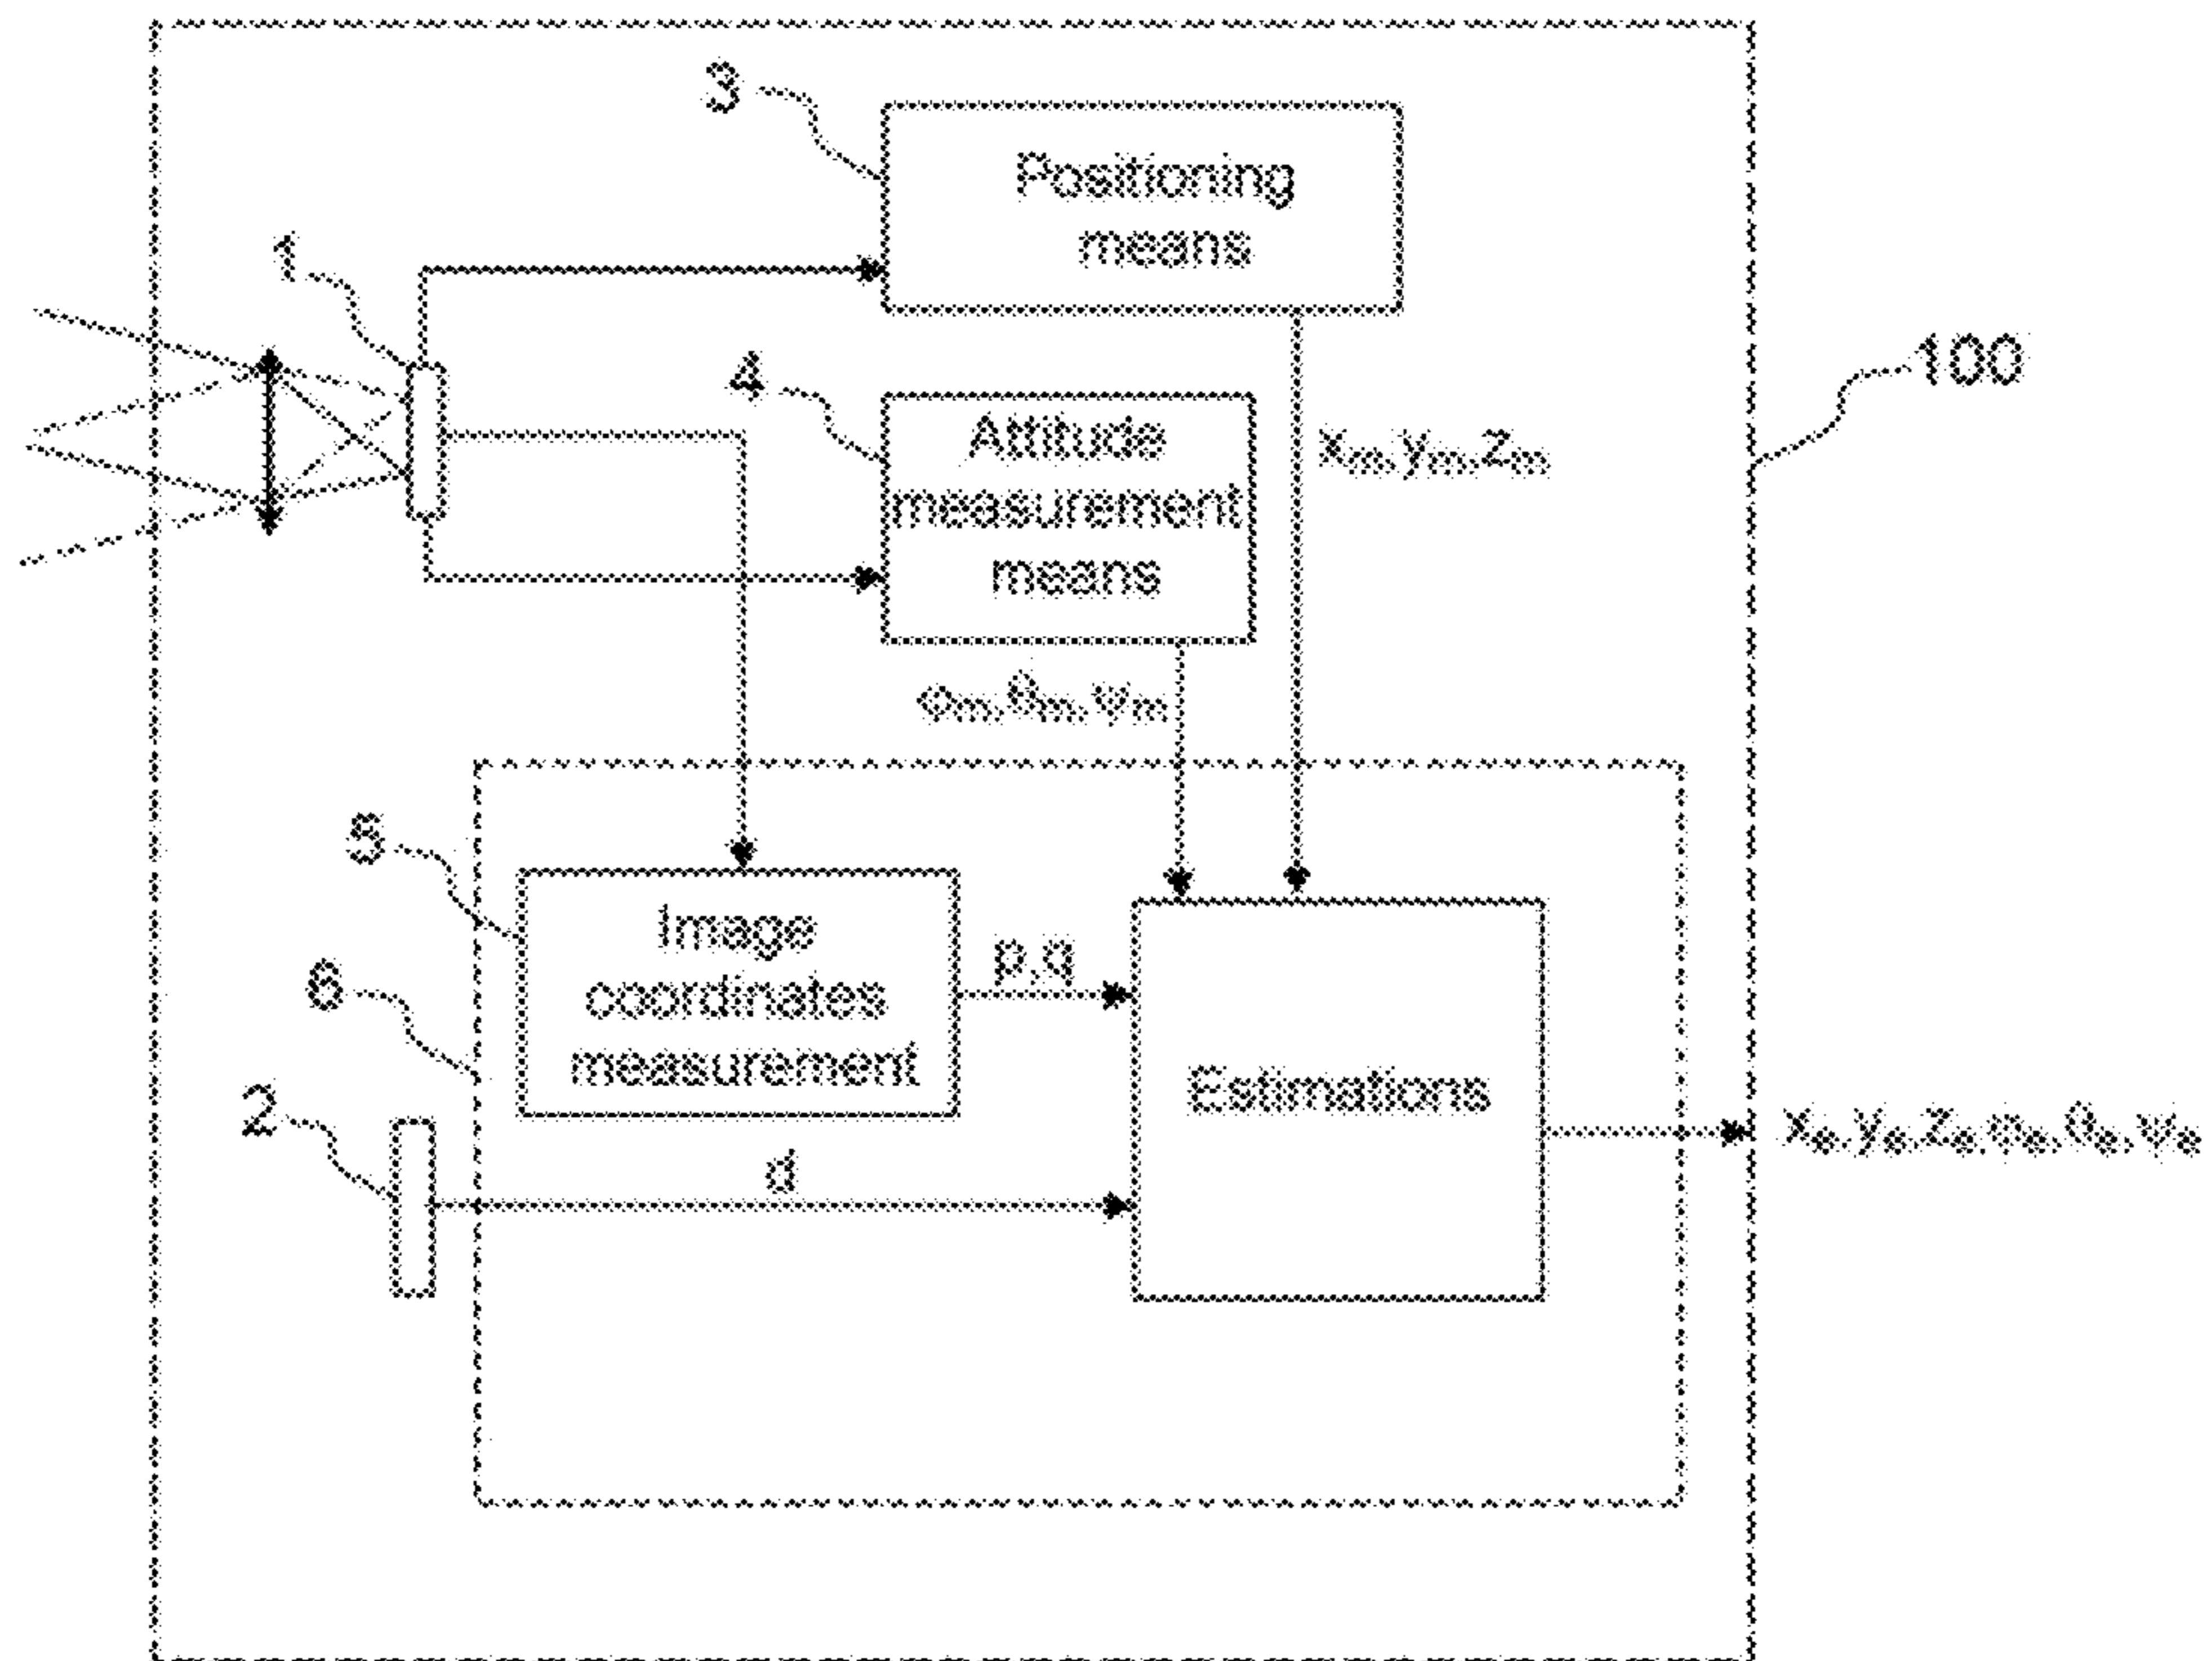 3
Positioning
means
1
4
100
Attitude
measurement
means
xm,ym,zm
φm,θm,ψm
5
Image
coordinates
measurement
p,q
6
Estimations
2
d
xe,ye,ze,φe,θe,ψe